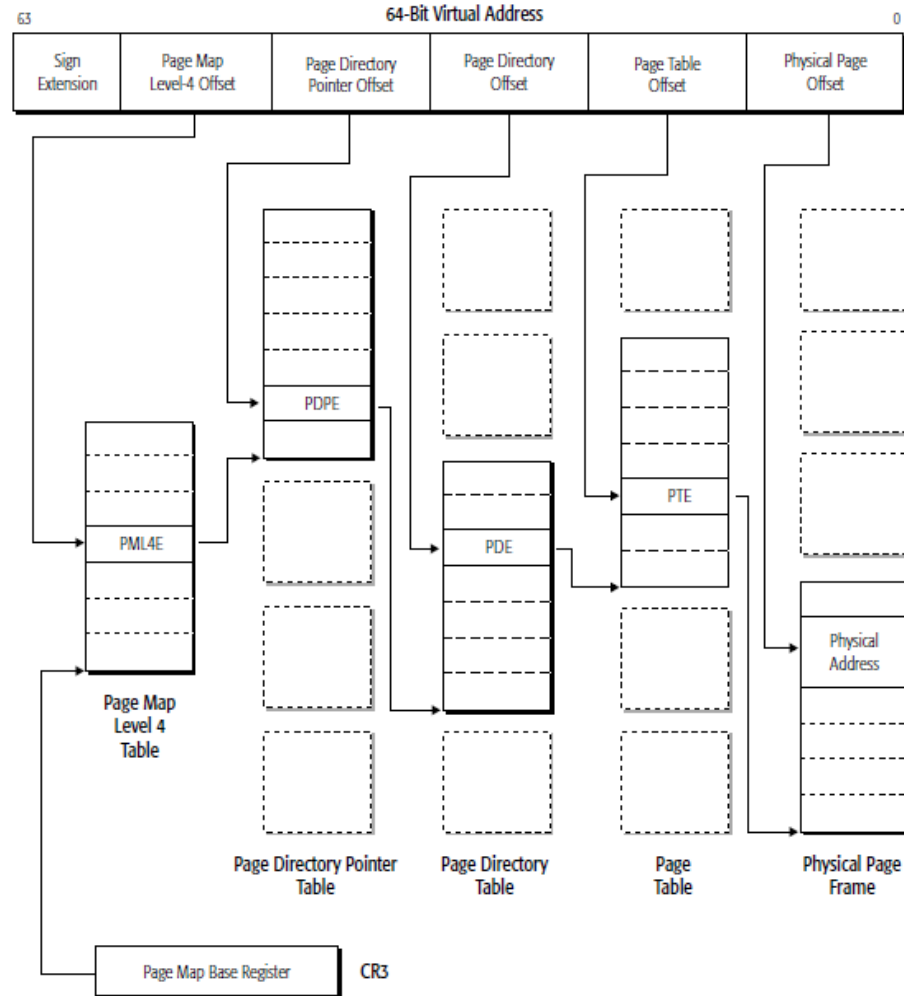 64-Bit Virtual Address
63
0
Sign
Extension
Page Map
Level-4 Offset
Page Directory
Pointer Offset
Page Directory
Offset
Page Table
Offset
Physical Page
Offset
PDPE
PTE
PML4E
PDE
Physical
Address
Page Map
Level 4
Table
Page Directory Pointer
Table
Page Directory
Table
Page
Table
Physical Page
Frame
Page Map Base Register
CR3